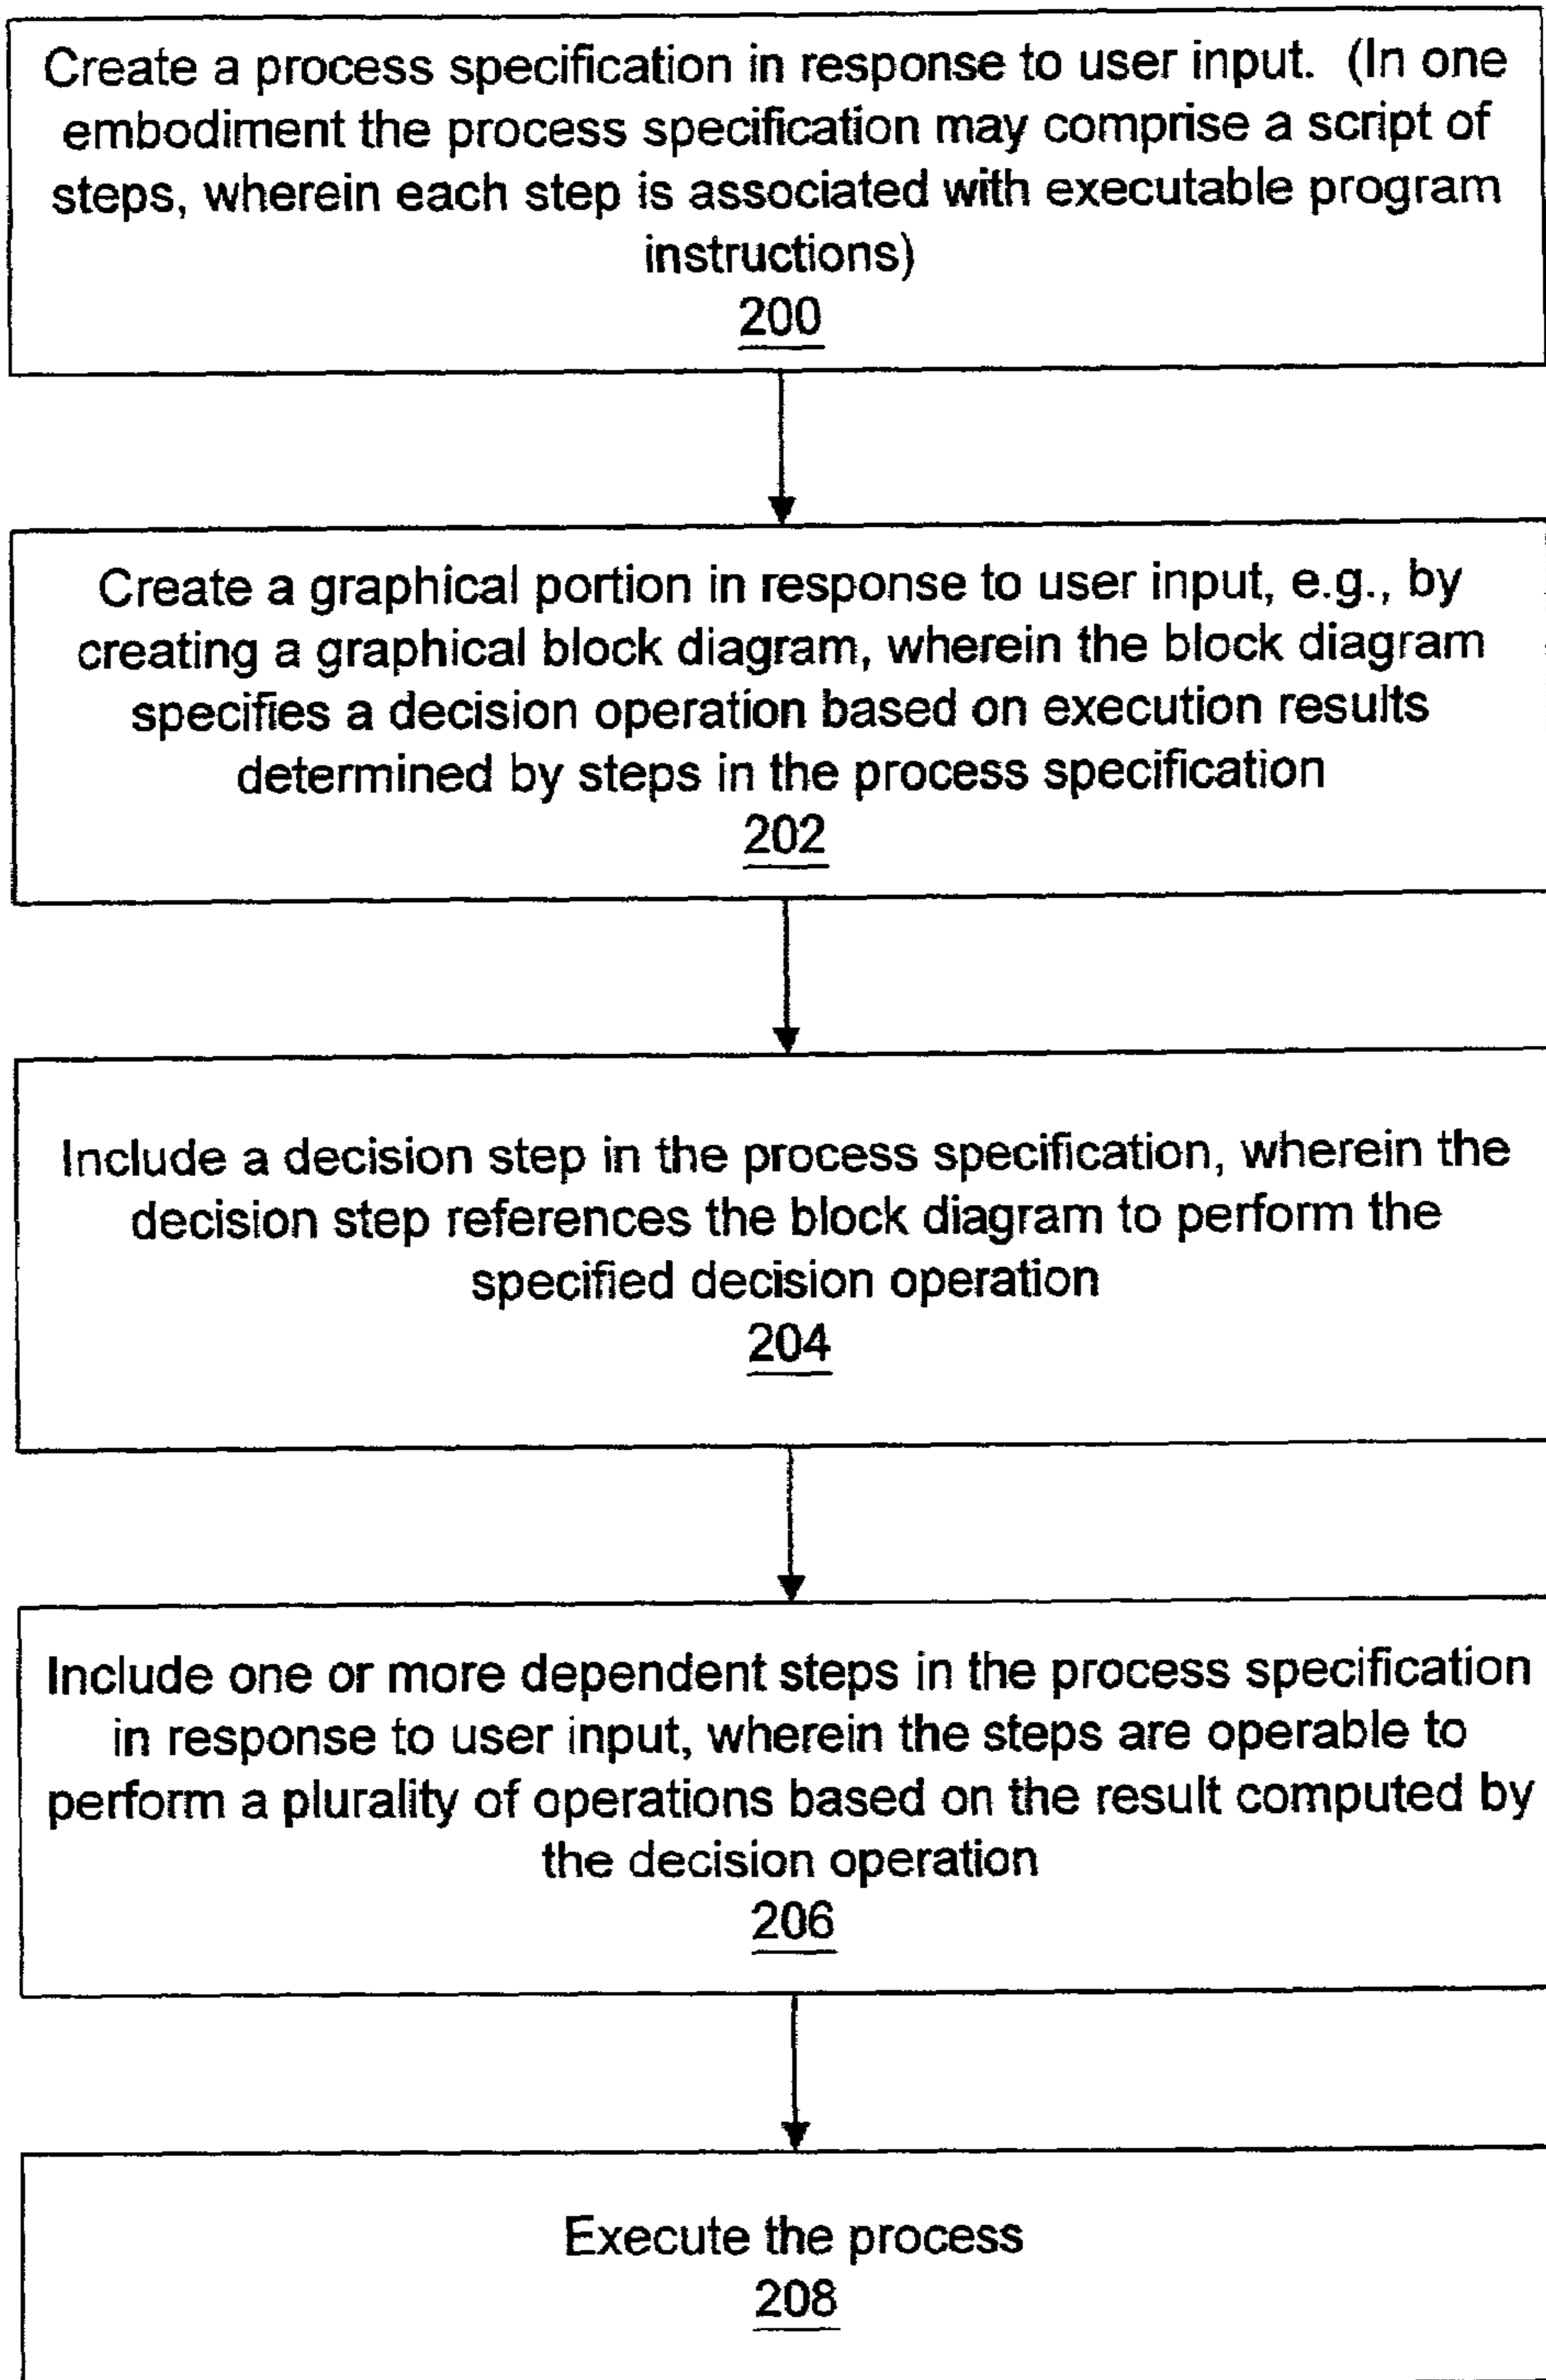 Create a process specification in response to user input. (In one
embodiment the process specification may comprise a script of
steps, wherein each step is associated with executable program
instructions)
200
Create a graphical portion in response to user input, e.g., by
creating a graphical block diagram, wherein the block diagram
specifies a decision operation based on execution results
determined by steps in the process specification
202
Include a decision step in the process specification, wherein the
decision step references the block diagram to perform the
specified decision operation
204
Include one or more dependent steps in the process specification
in response to user input, wherein the steps are operable to
perform a plurality of operations based on the result computed by
the decision operation
206
Execute the process
208